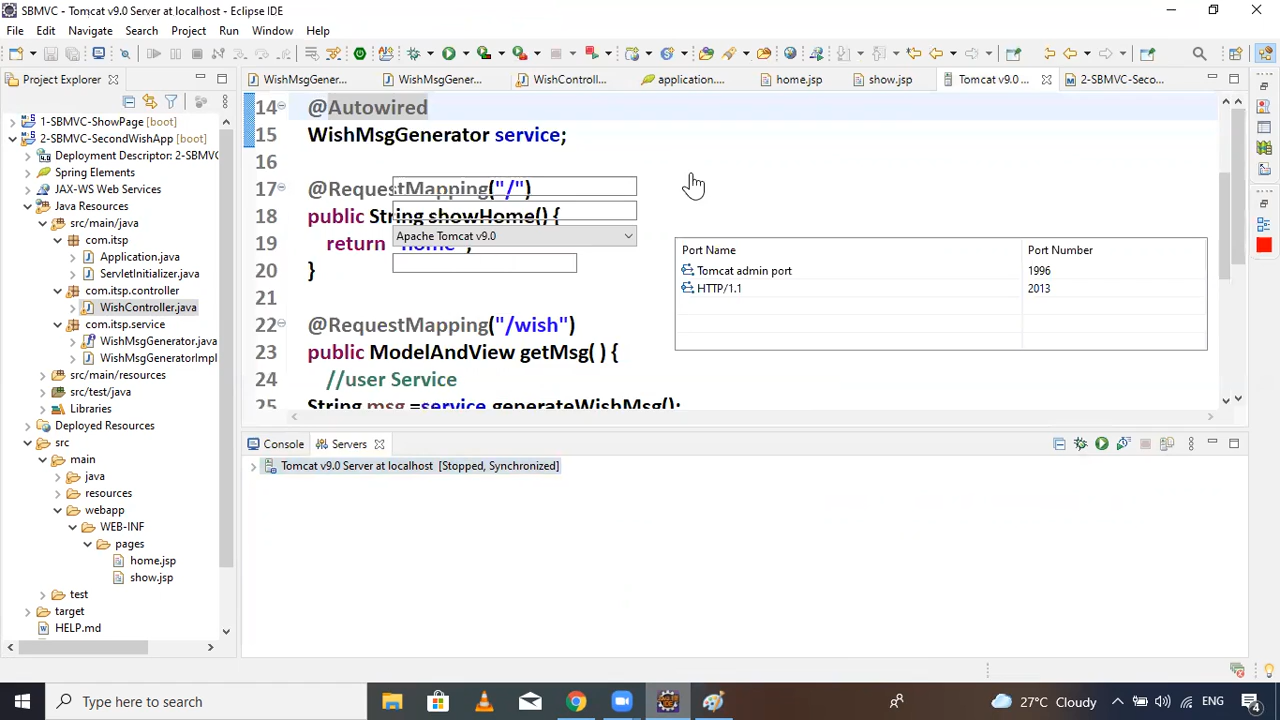 SBMVC - Tomcat v9.0 Server at localhost - Eclipse IDE
File Edit Navigate Search Project Run Window Help
Project Explorer
WishMsgGener... WishMsgGener... WishControll... application.... home.jsp show.jsp Tomcat v9.0 ... 2-SBMVC-Seco...
1-SBMVC-ShowPage [boot]
2-SBMVC-SecondWishApp [boot]
Deployment Descriptor: 2-SBMVC
Spring Elements
JAX-WS Web Services
Java Resources
src/main/java
com.itsp
Application.java
ServletInitializer.java
com.itsp.controller
WishController.java
com.itsp.service
WishMsgGenerator.java
WishMsgGeneratorImpl
src/main/resources
src/test/java
Libraries
Deployed Resources
src
main
java
resources
webapp
WEB-INF
pages
home.jsp
show.jsp
test
target
HELP.md
14 @Autowired
15 WishMsgGenerator service;
16
17 @RequestMapping("/")
18 public String showHome() {
19 return "home";
20 }
21
22 @RequestMapping("/wish")
23 public ModelAndView getMsg( ) {
24 //user Service
25 String msg =service.generateWishMsg();
Apache Tomcat v9.0
Port Name Port Number
Tomcat admin port 1996
HTTP/1.1 2013
Console Servers
Tomcat v9.0 Server at localhost [Stopped, Synchronized]
Type here to search
27°C Cloudy
ENG
4